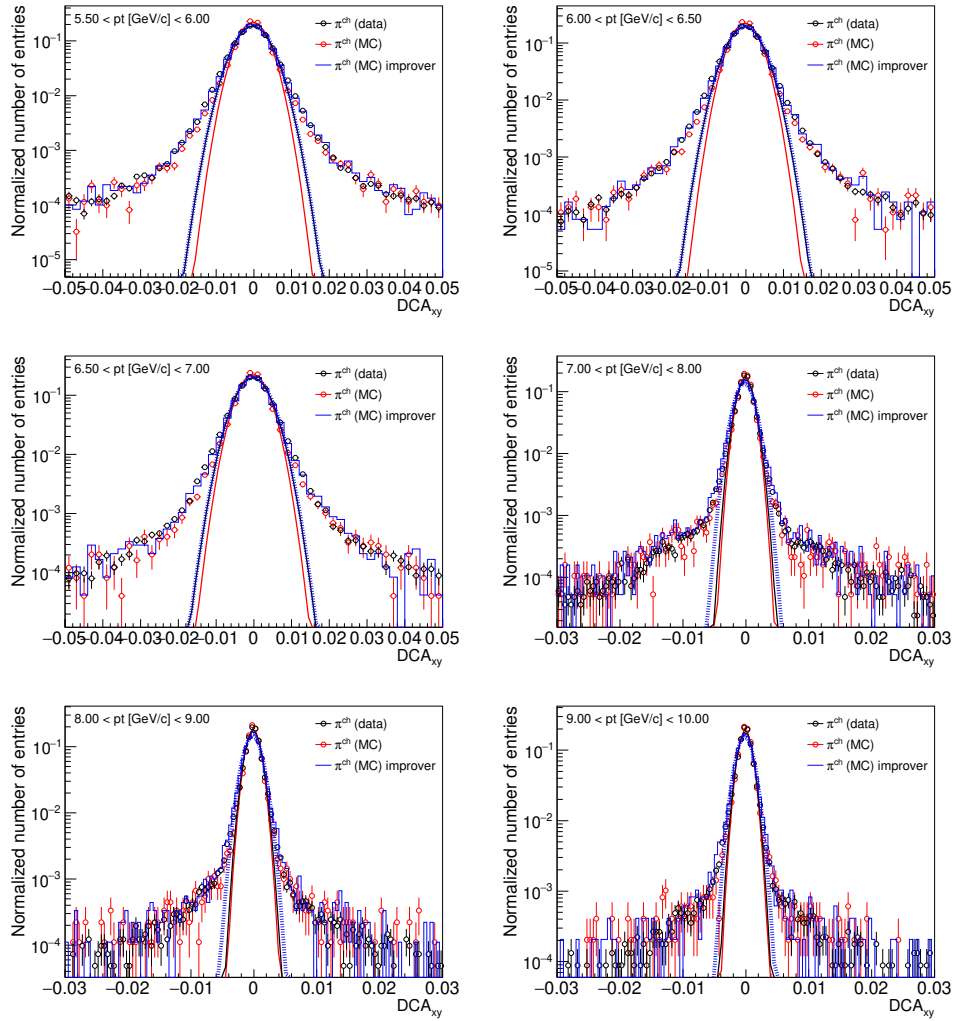 5.50 < pt [GeV/c] < 6.00
π^ch (data)
π^ch (MC)
π^ch (MC) improver
Normalized number of entries
10⁻¹
10⁻²
10⁻³
10⁻⁴
10⁻⁵
−0.05 −0.04 −0.03 −0.02 −0.01 0 0.01 0.02 0.03 0.04 0.05
DCA_xy
6.00 < pt [GeV/c] < 6.50
π^ch (data)
π^ch (MC)
π^ch (MC) improver
Normalized number of entries
10⁻¹
10⁻²
10⁻³
10⁻⁴
10⁻⁵
−0.05 −0.04 −0.03 −0.02 −0.01 0 0.01 0.02 0.03 0.04 0.05
DCA_xy
6.50 < pt [GeV/c] < 7.00
π^ch (data)
π^ch (MC)
π^ch (MC) improver
Normalized number of entries
10⁻¹
10⁻²
10⁻³
10⁻⁴
−0.05 −0.04 −0.03 −0.02 −0.01 0 0.01 0.02 0.03 0.04 0.05
DCA_xy
7.00 < pt [GeV/c] < 8.00
π^ch (data)
π^ch (MC)
π^ch (MC) improver
Normalized number of entries
10⁻¹
10⁻²
10⁻³
10⁻⁴
−0.03 −0.02 −0.01 0 0.01 0.02 0.03
DCA_xy
8.00 < pt [GeV/c] < 9.00
π^ch (data)
π^ch (MC)
π^ch (MC) improver
Normalized number of entries
10⁻¹
10⁻²
10⁻³
10⁻⁴
−0.03 −0.02 −0.01 0 0.01 0.02 0.03
DCA_xy
9.00 < pt [GeV/c] < 10.00
π^ch (data)
π^ch (MC)
π^ch (MC) improver
Normalized number of entries
10⁻¹
10⁻²
10⁻³
10⁻⁴
−0.03 −0.02 −0.01 0 0.01 0.02 0.03
DCA_xy